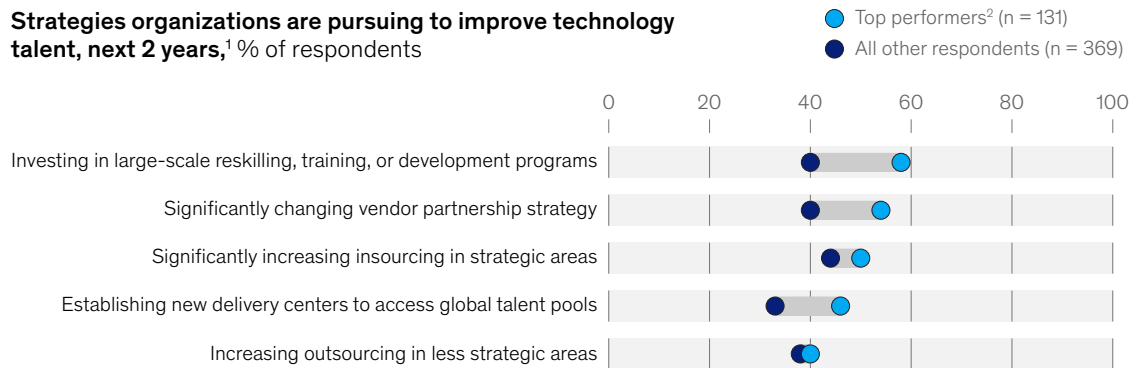 Strategies organizations are pursuing to improve technology
talent, next 2 years,¹ % of respondents
Top performers² (n = 131)
All other respondents (n = 369)
0 20 40 60 80 100
Investing in large-scale reskilling, training, or development programs
Significantly changing vendor partnership strategy
Significantly increasing insourcing in strategic areas
Establishing new delivery centers to access global talent pools
Increasing outsourcing in less strategic areas